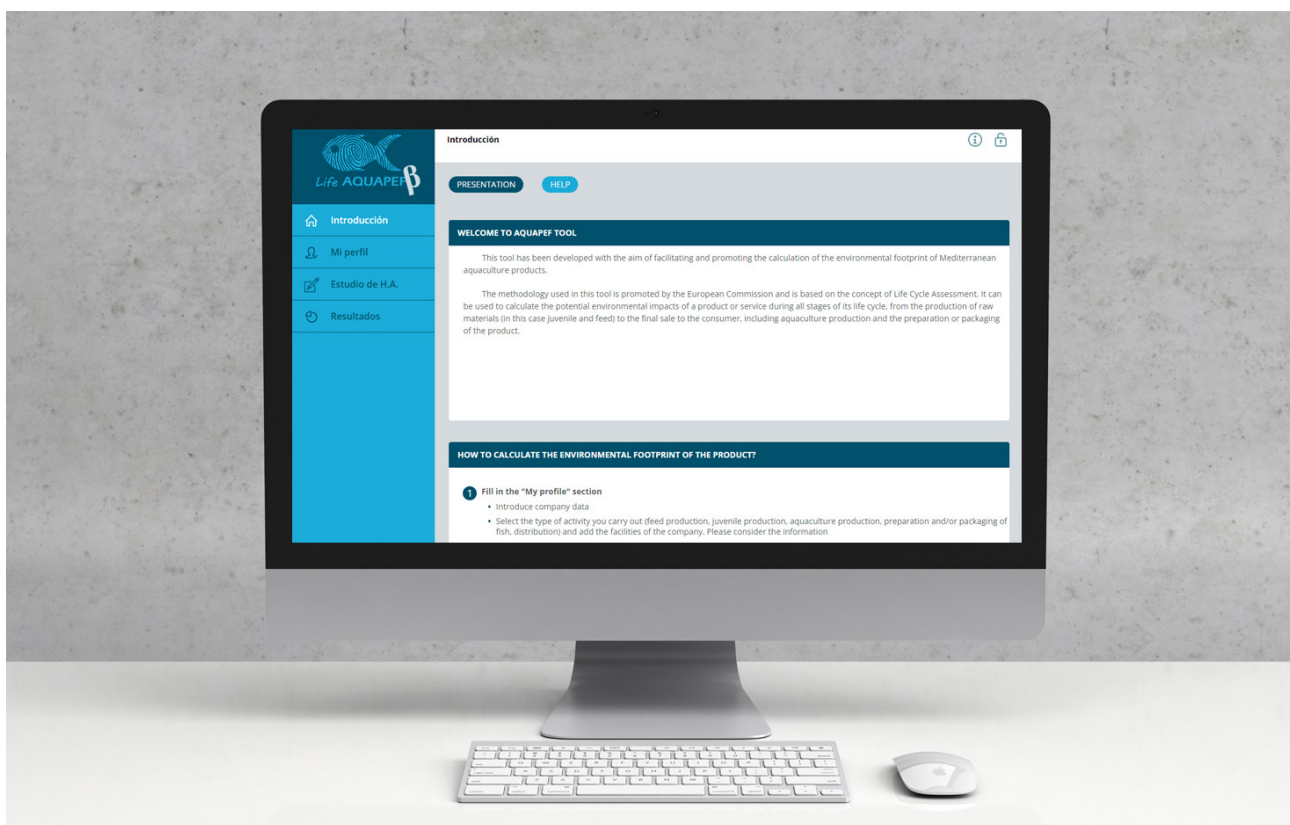 Life AQUAPEF β
Introducción
Mi perfil
Estudio de H.A.
Resultados
Introducción
PRESENTATION
HELP
WELCOME TO AQUAPEF TOOL
This tool has been developed with the aim of facilitating and promoting the calculation of the environmental footprint of Mediterranean
aquaculture products.
The methodology used in this tool is promoted by the European Commission and is based on the concept of Life Cycle Assessment. It can
be used to calculate the potential environmental impacts of a product or service during all stages of its life cycle, from the production of raw
materials (in this case juvenile and feed) to the final sale to the consumer, including aquaculture production and the preparation or packaging
of the product.
HOW TO CALCULATE THE ENVIRONMENTAL FOOTPRINT OF THE PRODUCT?
1 Fill in the "My profile" section
• Introduce company data
• Select the type of activity you carry out (feed production, juvenile production, aquaculture production, preparation and/or packaging of
fish, distribution) and add the facilities of the company. Please consider the information